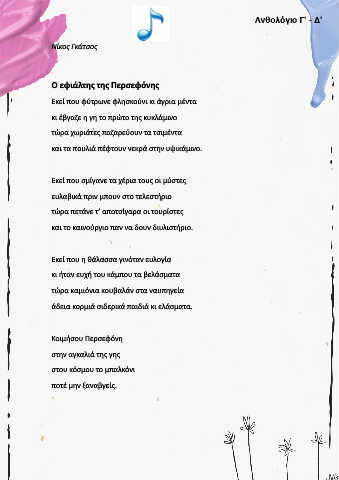 Ανθολόγιο Γ' - Δ'
Νίκος Γκάτσος
Ο εφιάλτης της Περσεφόνης
Εκεί που φύτρωνε φλησκούνι κι άγρια μέντα
κι έβγαζε η γη το πρώτο της κυκλάμινο
τώρα χωριάτες παζαρεύουν τα τσιμέντα
και τα πουλιά πέφτουν νεκρά στην υψικάμινο.
Εκεί που σμίγανε τα χέρια τους οι μύστες
ευλαβικά πριν μπουν στο τελεστήριο
τώρα πετάνε τ' αποτσίγαρα οι τουρίστες
και το καινούργιο παν να δουν διυλιστήριο.
Εκεί που η θάλασσα γινόταν ευλογία
κι ήταν ευχή του κάμπου τα βελάσματα
τώρα καμιόνια κουβαλάν στα ναυπηγεία
άδεια κορμιά σιδερικά παιδιά κι ελάσματα.
Κοιμήσου Περσεφόνη
στην αγκαλιά της γης
στου κόσμου το μπαλκόνι
ποτέ μην ξαναβγείς.